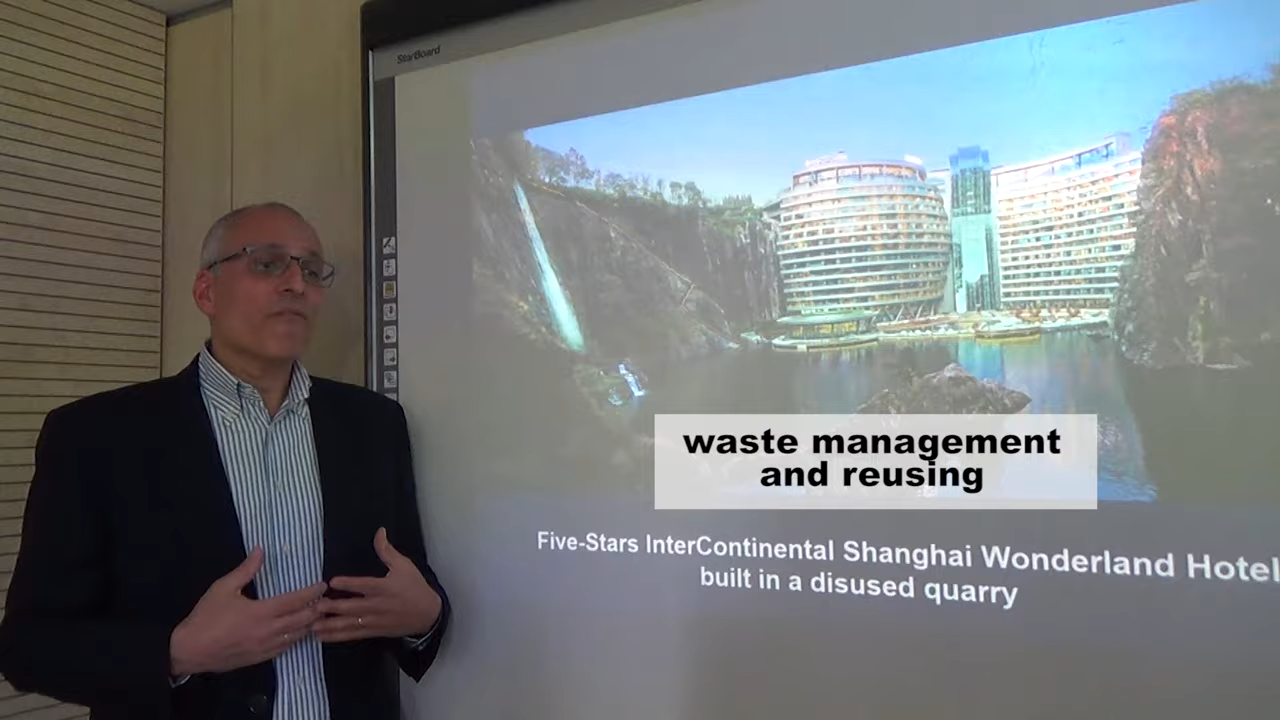 StarBoard
waste management
and reusing
Five-Stars InterContinental Shanghai Wonderland Hotel
built in a disused quarry